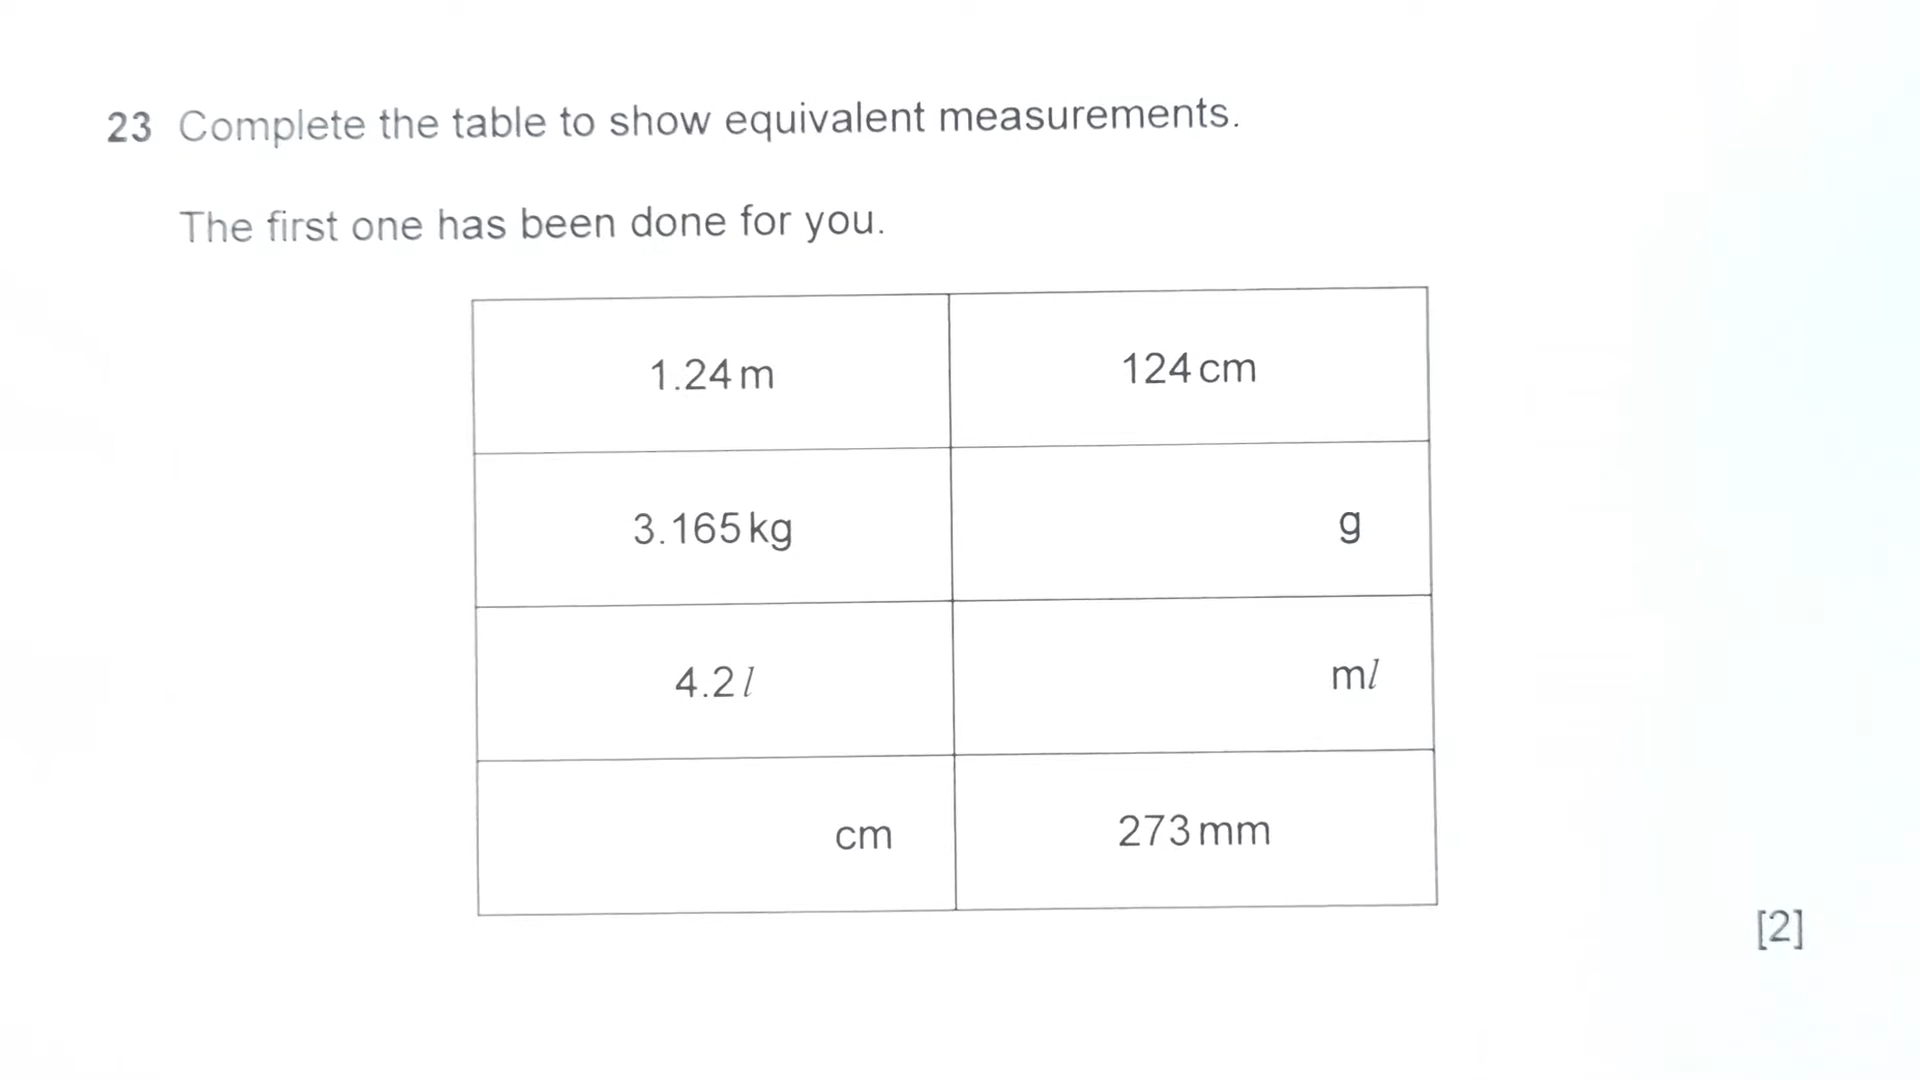 23 Complete the table to show equivalent measurements.
The first one has been done for you.
1.24 m 124 cm
3.165 kg g
4.2 l ml
cm 273 mm
[2]